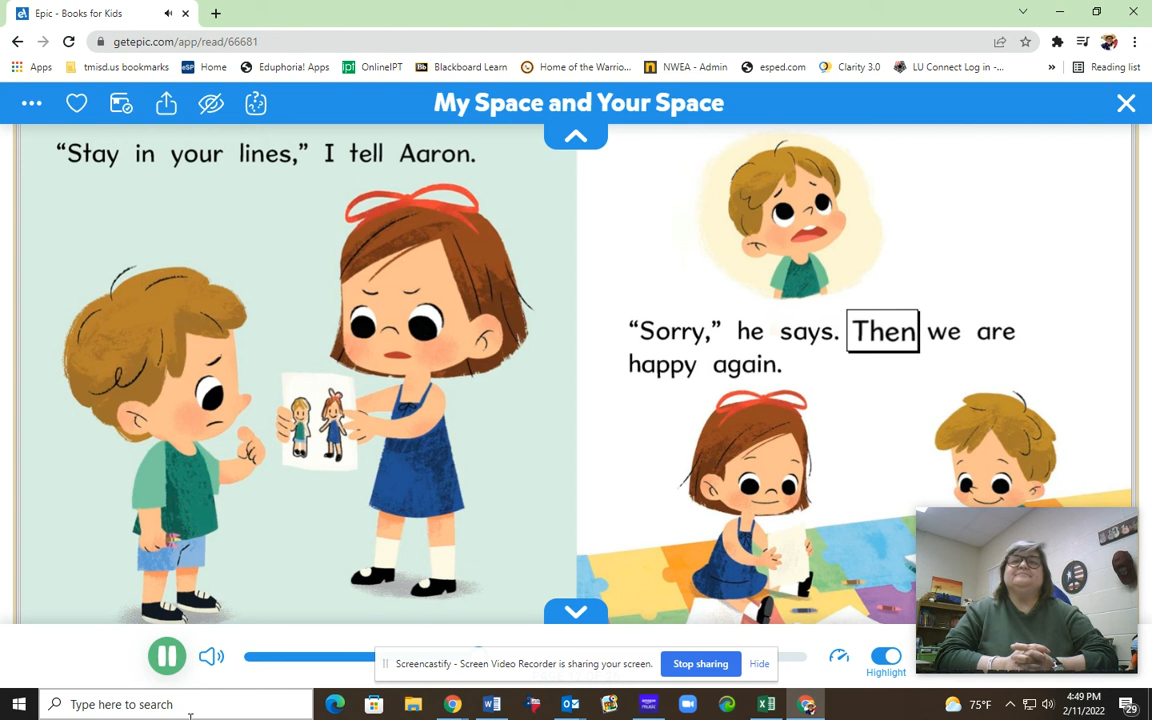 Epic - Books for Kids
getepic.com/app/read/66681
Apps tmisd.us bookmarks eSP Home Eduphoria! Apps pt OnlineIPT Bb Blackboard Learn Home of the Warrio... NWEA - Admin esped.com Clarity 3.0 LU Connect Log in -... » Reading list
My Space and Your Space
“Stay in your lines,” I tell Aaron.
“Sorry,” he says. Then we are
happy again.
Screencastify - Screen Video Recorder is sharing your screen. Stop sharing Hide
Highlight
Type here to search
75°F
4:49 PM
2/11/2022
29